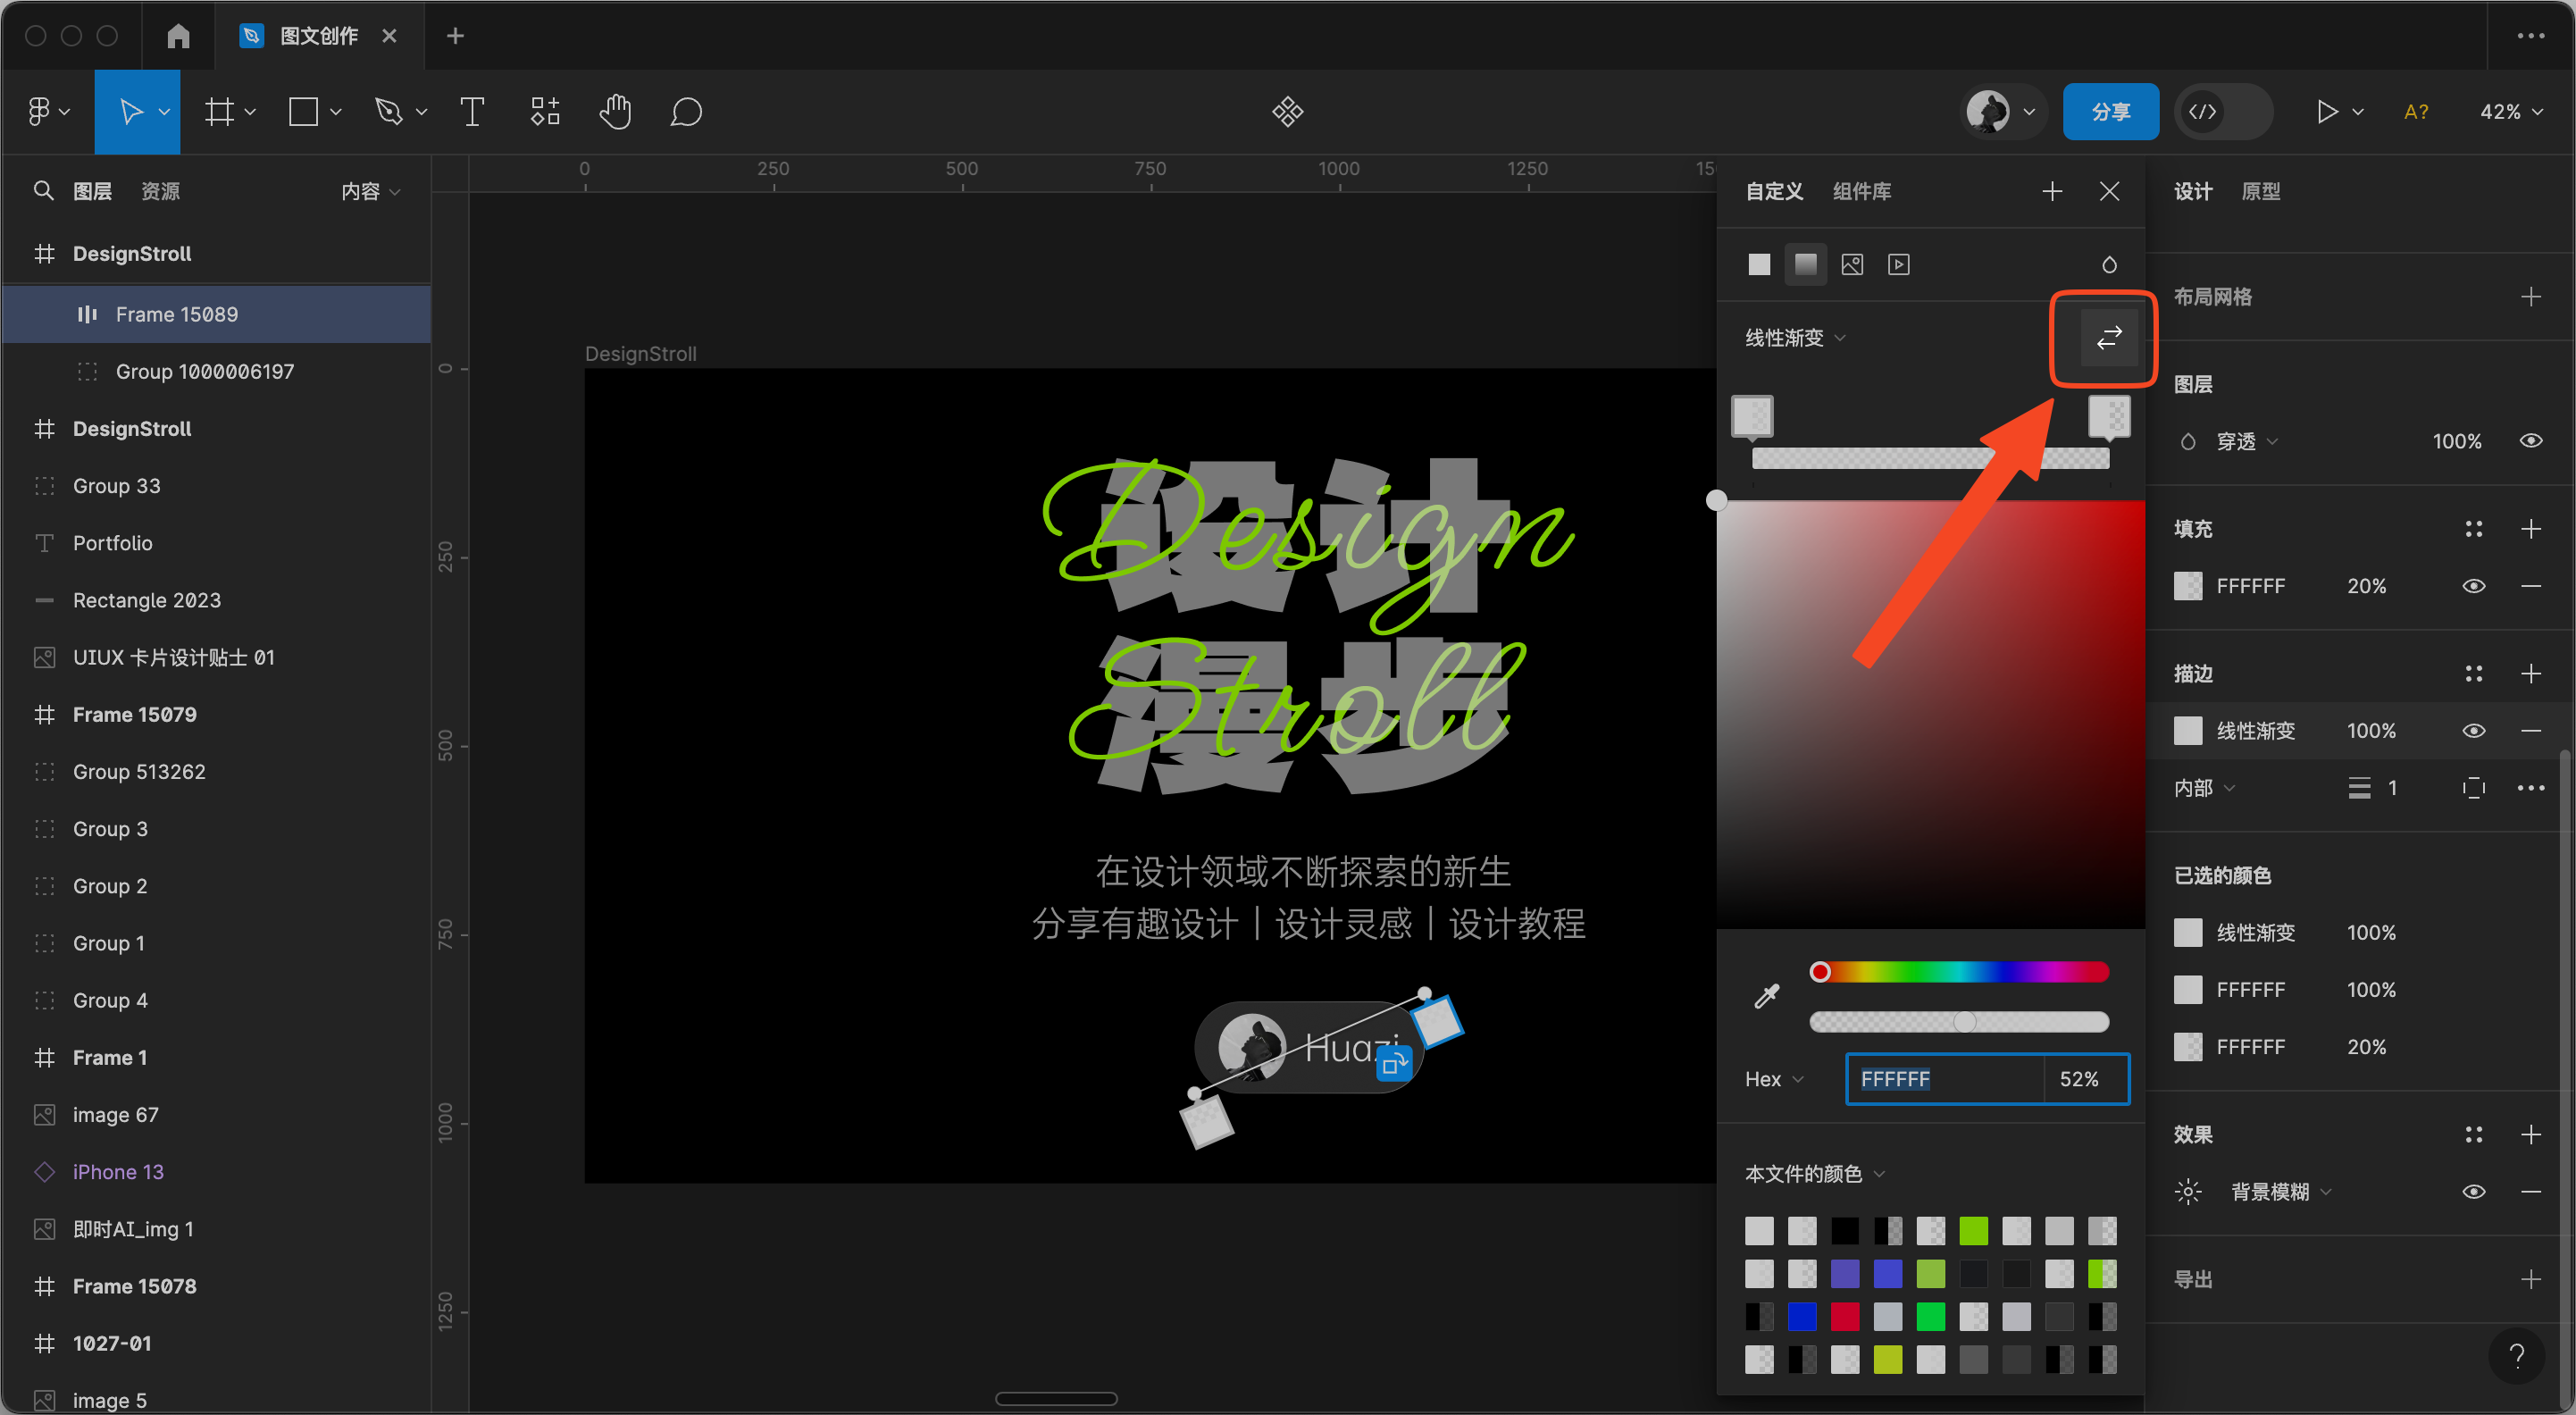 图文创作
分享
A?
42%
图层
资源
内容
DesignStroll
Frame 15089
Group 1000006197
DesignStroll
Group 33
Portfolio
Rectangle 2023
UIUX 卡片设计贴士 01
Frame 15079
Group 513262
Group 3
Group 2
Group 1
Group 4
Frame 1
image 67
iPhone 13
即时AI_img 1
Frame 15078
1027-01
image 5
0
250
500
750
1000
1250
0
250
500
750
1000
1250
DesignStroll
设计
Design
漫步
Stroll
在设计领域不断探索的新生
分享有趣设计丨设计灵感丨设计教程
Huazi
自定义
组件库
线性渐变
Hex
FFFFFF
52%
本文件的颜色
设计
原型
布局网格
图层
穿透
100%
填充
FFFFFF
20%
描边
线性渐变
100%
内部
1
已选的颜色
线性渐变
100%
FFFFFF
100%
FFFFFF
20%
效果
背景模糊
导出
?